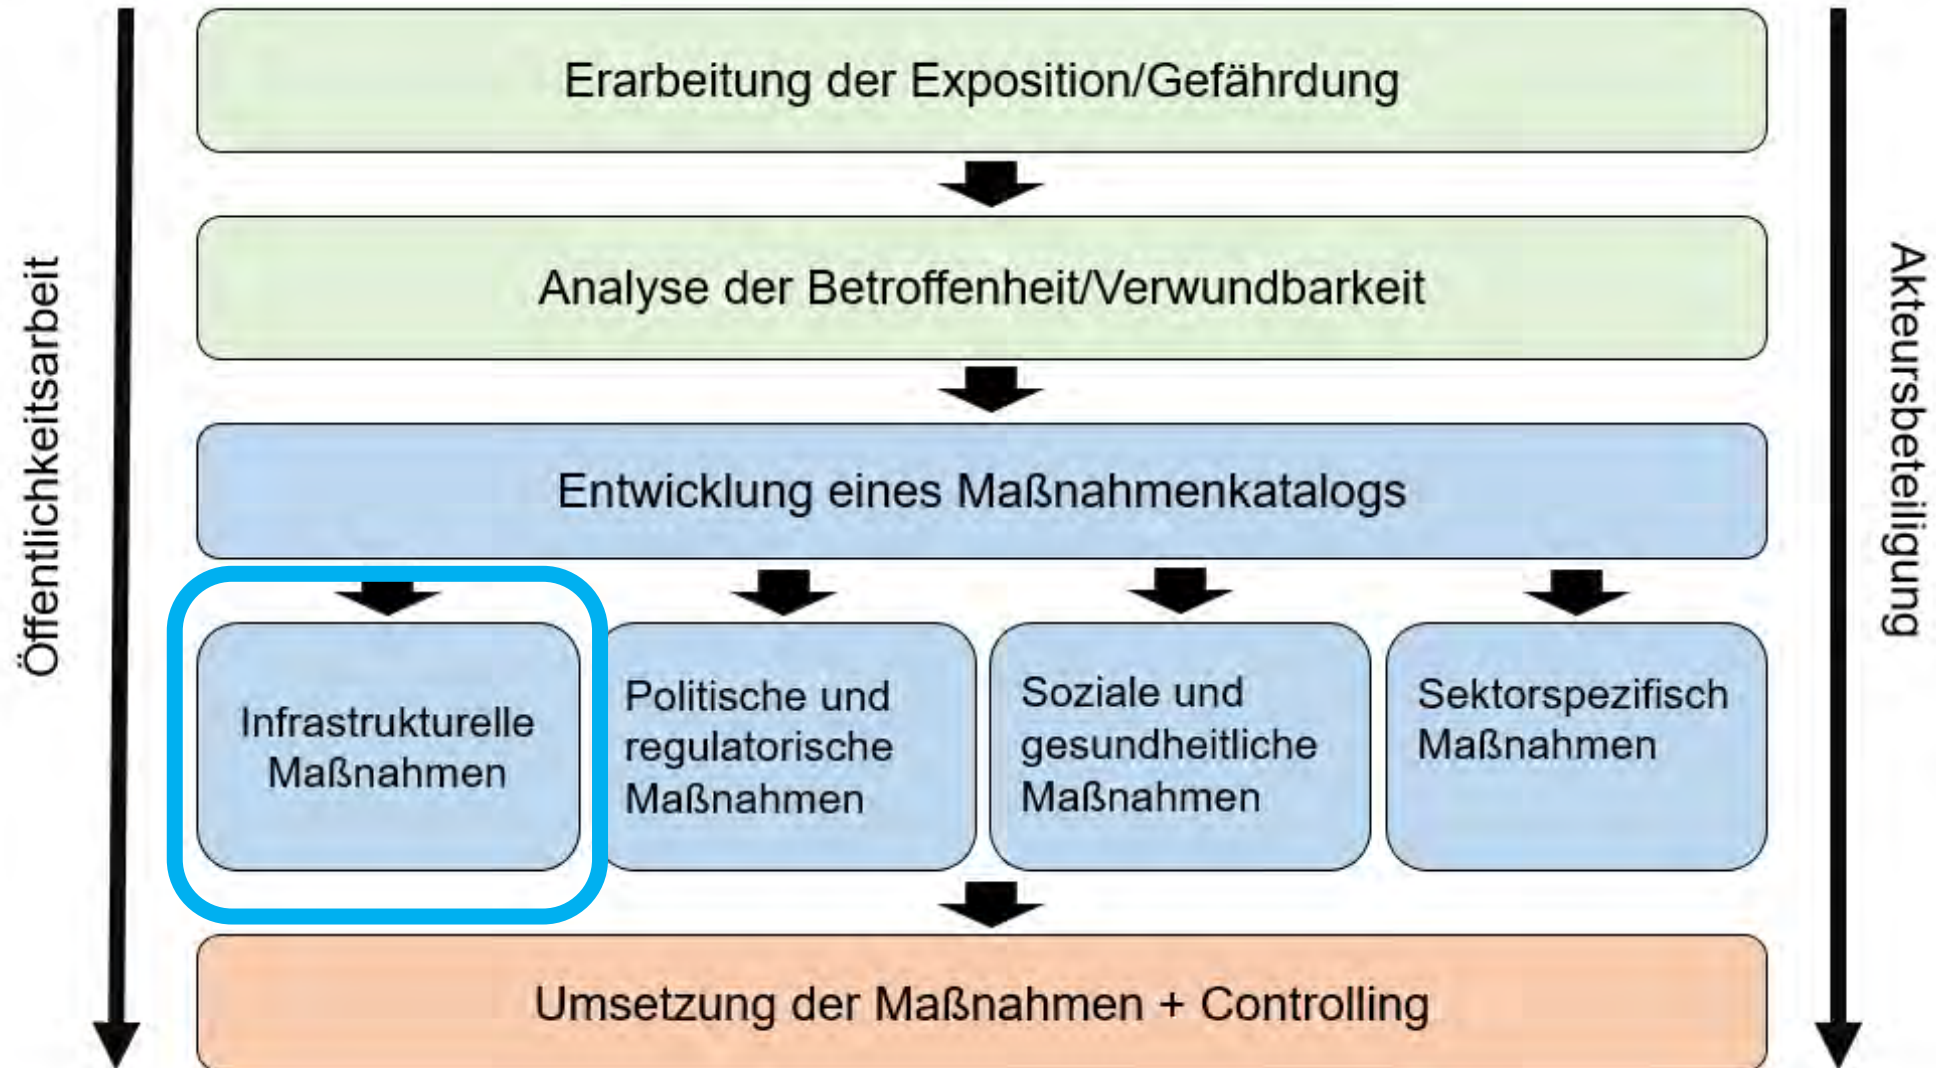 Erarbeitung der Exposition/Gefährdung
Analyse der Betroffenheit/Verwundbarkeit
Öffentlichkeitsarbeit
Akteursbeteiligung
Entwicklung eines Maßnahmenkatalogs
Infrastrukturelle
Maßnahmen
Politische und
regulatorische
Maßnahmen
Soziale und
gesundheitliche
Maßnahmen
Sektorspezifisch
Maßnahmen
Umsetzung der Maßnahmen + Controlling